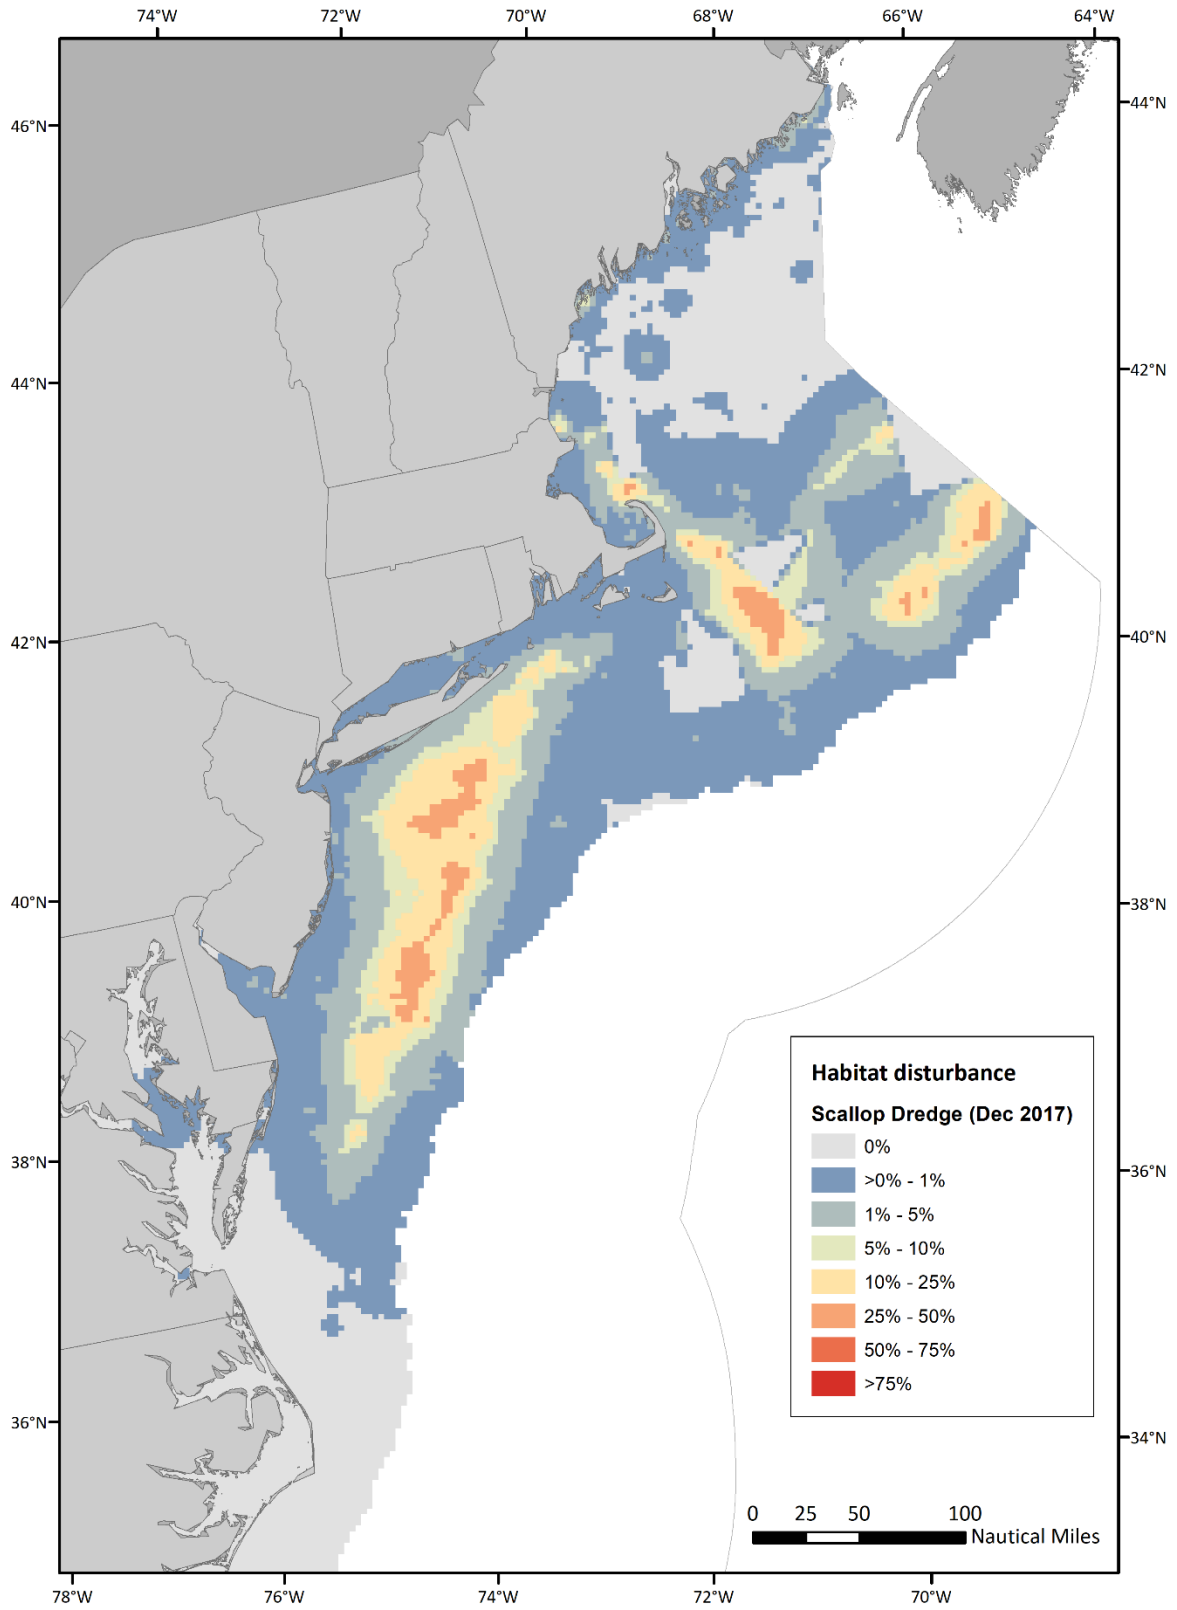 74°W 72°W 70°W 68°W 66°W 64°W
44°N
46°N
42°N
44°N
40°N
42°N
38°N
40°N
Habitat disturbance
Scallop Dredge (Dec 2017)
0%
38°N
36°N
>0% - 1%
1% - 5%
5% - 10%
10% - 25%
25% - 50%
50% - 75%
>75%
36°N
34°N
0 25 50 100
Nautical Miles
78°W 76°W 74°W 72°W 70°W